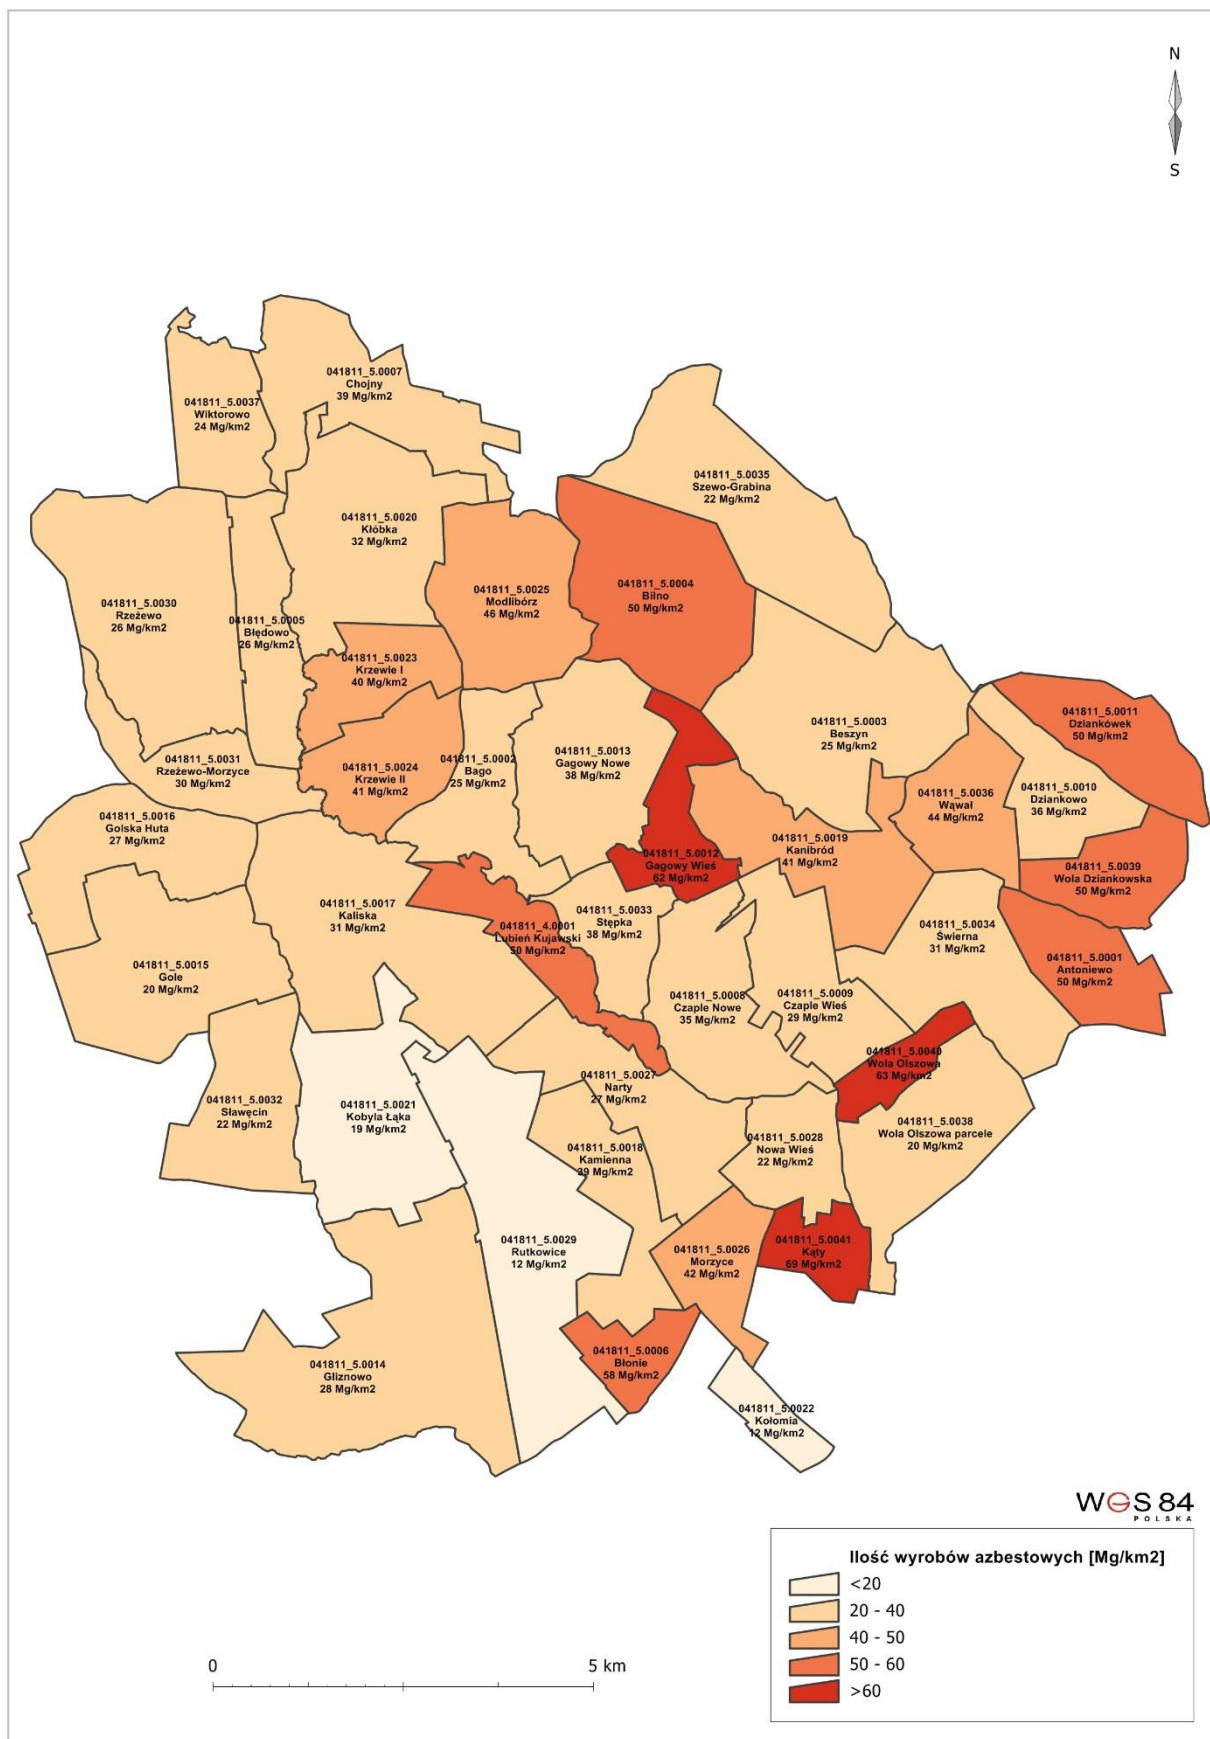 N
S
041811_5.0007
Chojny
39 Mg/km2
041811_5.0037
Wiktorowo
24 Mg/km2
041811_5.0035
Szewo-Grabina
22 Mg/km2
041811_5.0020
Kłóbka
32 Mg/km2
041811_5.0004
Bilno
50 Mg/km2
041811_5.0025
Modlibórz
46 Mg/km2
041811_5.0030
Rzeżewo
26 Mg/km2
041811_5.0005
Błędowo
26 Mg/km2
041811_5.0023
Krzewie I
40 Mg/km2
041811_5.0011
Dziankówek
50 Mg/km2
041811_5.0003
Beszyn
25 Mg/km2
041811_5.0013
Gagowy Nowe
38 Mg/km2
041811_5.0002
Bago
25 Mg/km2
041811_5.0031
Rzeżewo-Morzyce
30 Mg/km2
041811_5.0024
Krzewie II
41 Mg/km2
041811_5.0010
Dziankowo
36 Mg/km2
041811_5.0036
Wąwał
44 Mg/km2
041811_5.0016
Golska Huta
27 Mg/km2
041811_5.0019
Kanibród
41 Mg/km2
041811_5.0012
Gagowy Wieś
62 Mg/km2
041811_5.0039
Wola Dziankowska
50 Mg/km2
041811_5.0017
Kaliska
31 Mg/km2
041811_5.0033
Stępka
38 Mg/km2
041811_4.0001
Lubień Kujawski
50 Mg/km2
041811_5.0034
Świerna
31 Mg/km2
041811_5.0001
Antoniewo
50 Mg/km2
041811_5.0015
Gole
20 Mg/km2
041811_5.0008
Czaple Nowe
35 Mg/km2
041811_5.0009
Czaple Wieś
29 Mg/km2
041811_5.0040
Wola Olszowa
63 Mg/km2
041811_5.0027
Narty
27 Mg/km2
041811_5.0032
Sławęcin
22 Mg/km2
041811_5.0021
Kobyla Łąka
19 Mg/km2
041811_5.0038
Wola Olszowa parcele
20 Mg/km2
041811_5.0028
Nowa Wieś
22 Mg/km2
041811_5.0018
Kamienna
39 Mg/km2
041811_5.0029
Rutkowice
12 Mg/km2
041811_5.0026
Morzyce
42 Mg/km2
041811_5.0041
Kąty
69 Mg/km2
041811_5.0006
Błonie
58 Mg/km2
041811_5.0014
Gliznowo
28 Mg/km2
041811_5.0022
Kołomia
12 Mg/km2
WGS 84
POLSKA
Ilość wyrobów azbestowych [Mg/km2]
<20
20 - 40
40 - 50
50 - 60
>60
0 5 km